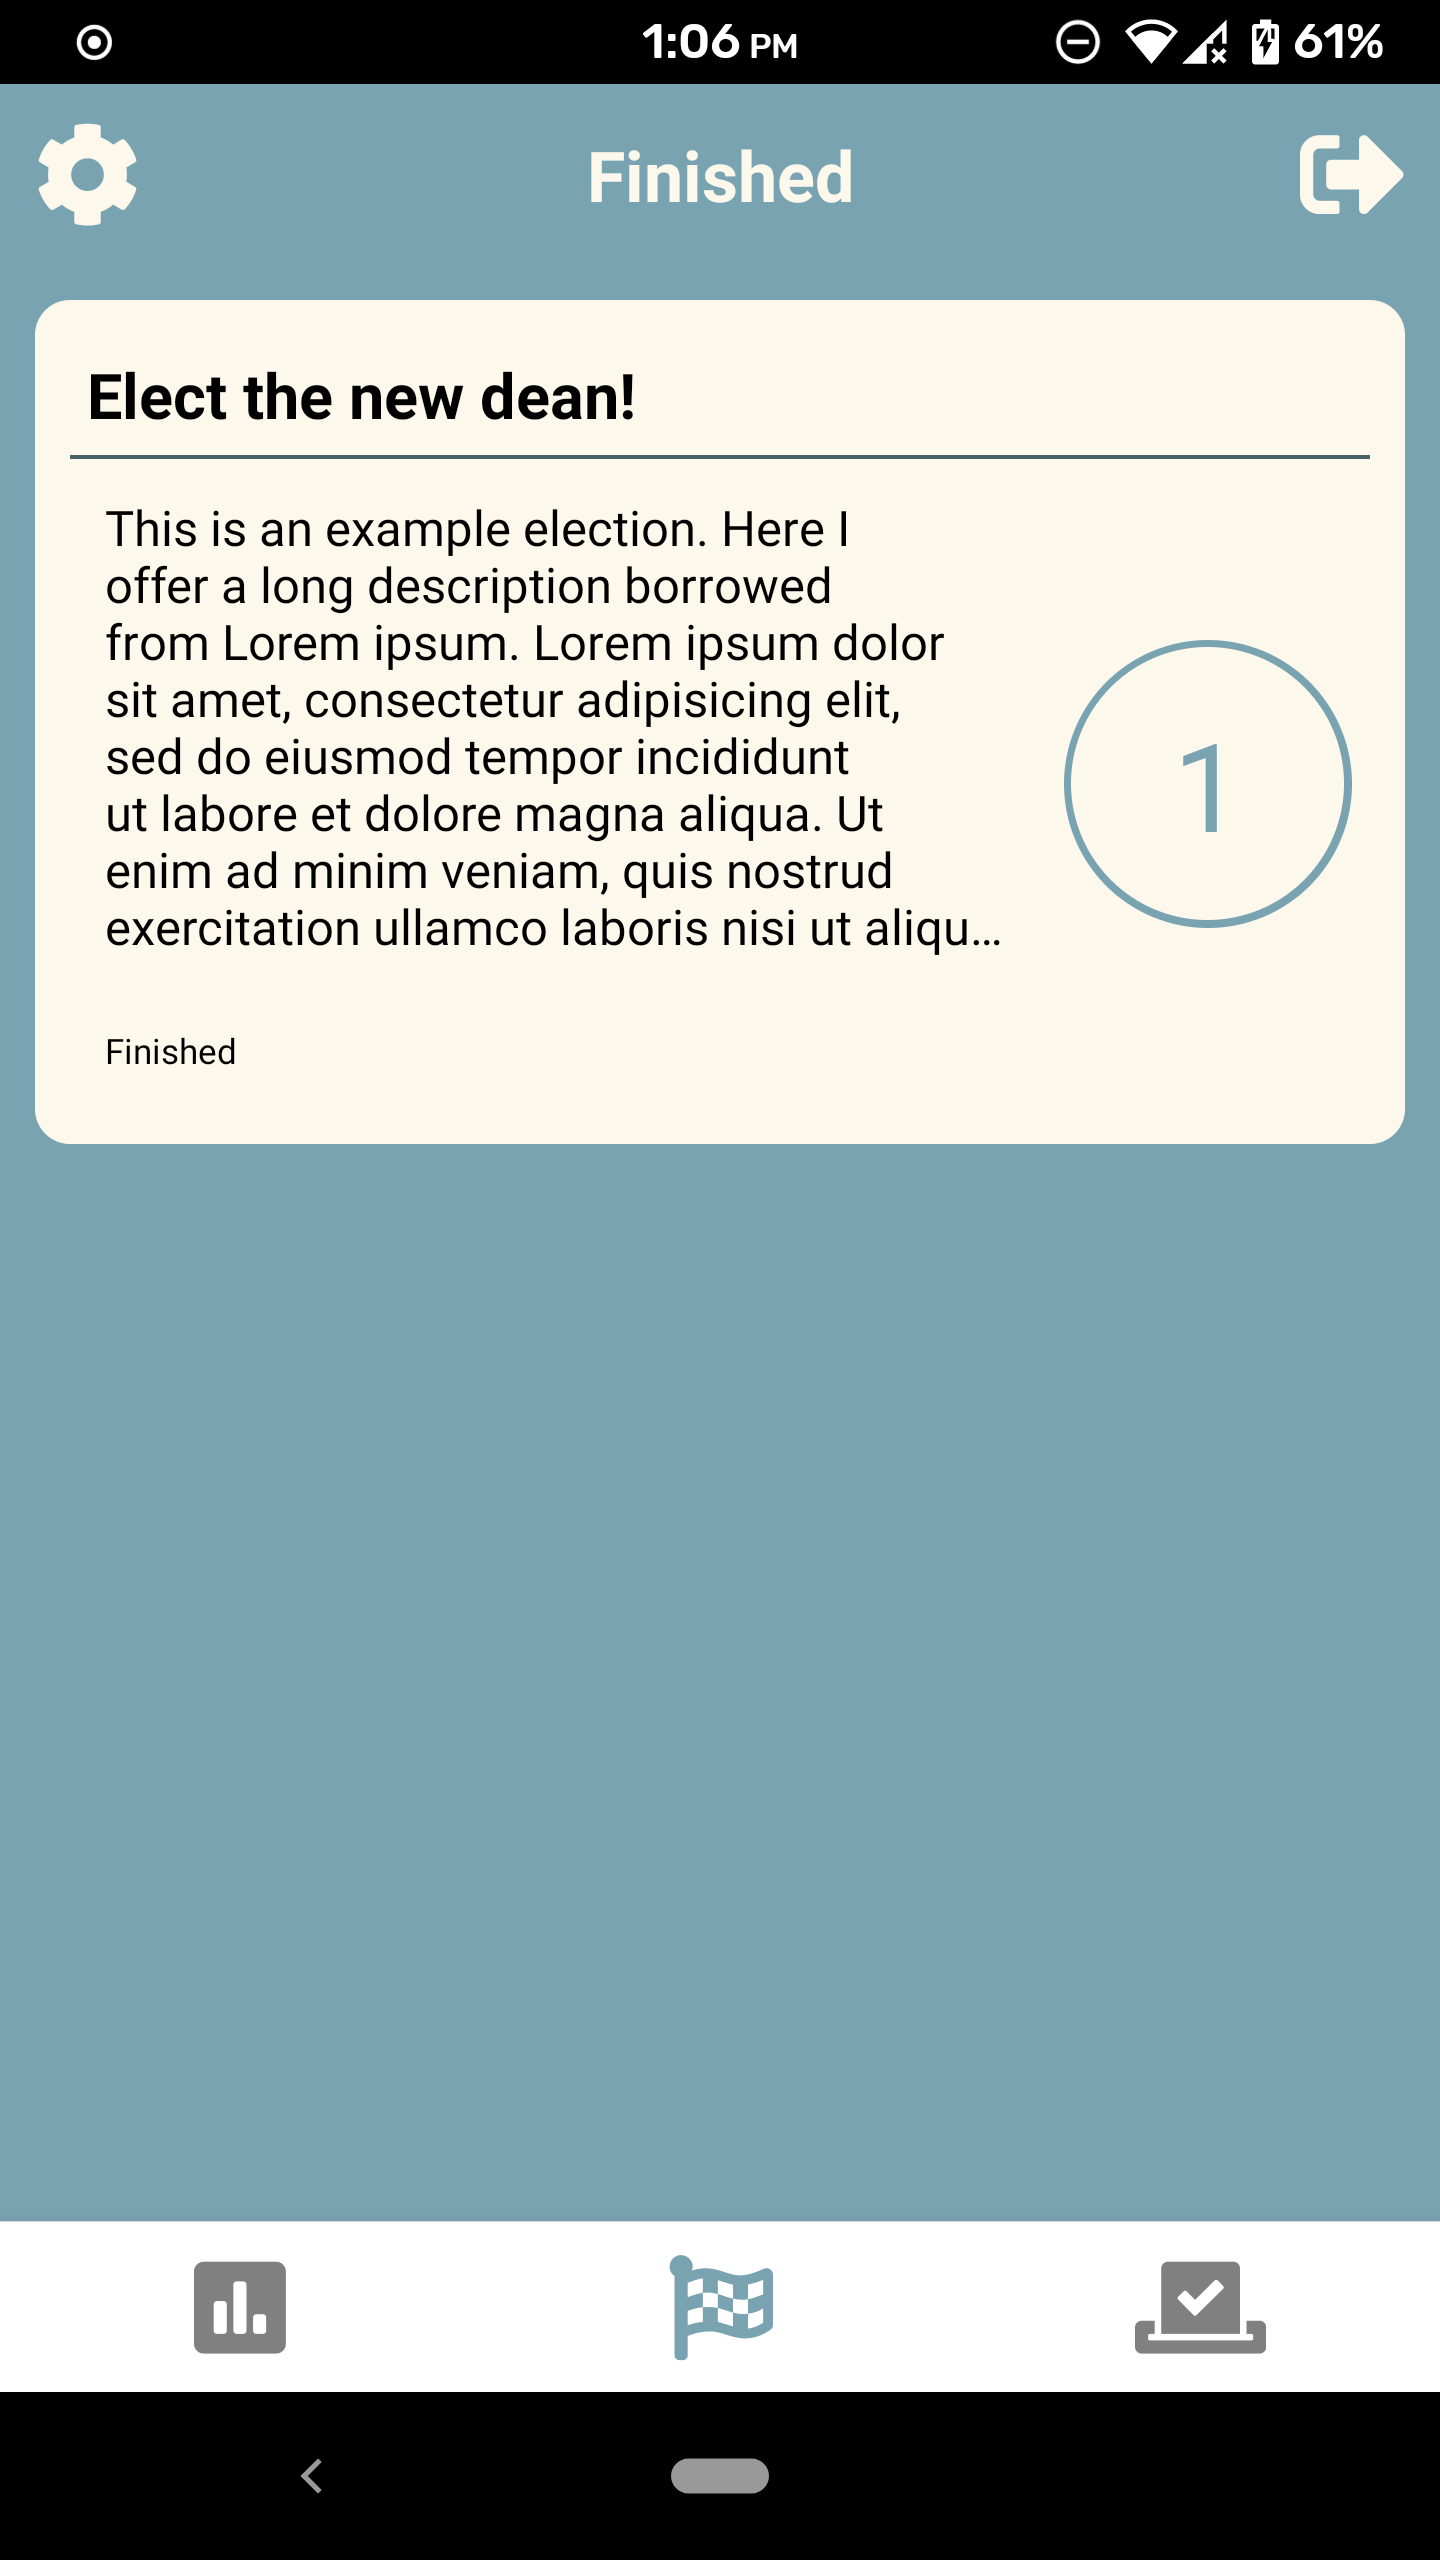 1:06 PM
61%
Finished
Elect the new dean!
This is an example election. Here I
offer a long description borrowed
from Lorem ipsum. Lorem ipsum dolor
sit amet, consectetur adipisicing elit,
sed do eiusmod tempor incididunt
ut labore et dolore magna aliqua. Ut
enim ad minim veniam, quis nostrud
exercitation ullamco laboris nisi ut aliqu…
1
Finished